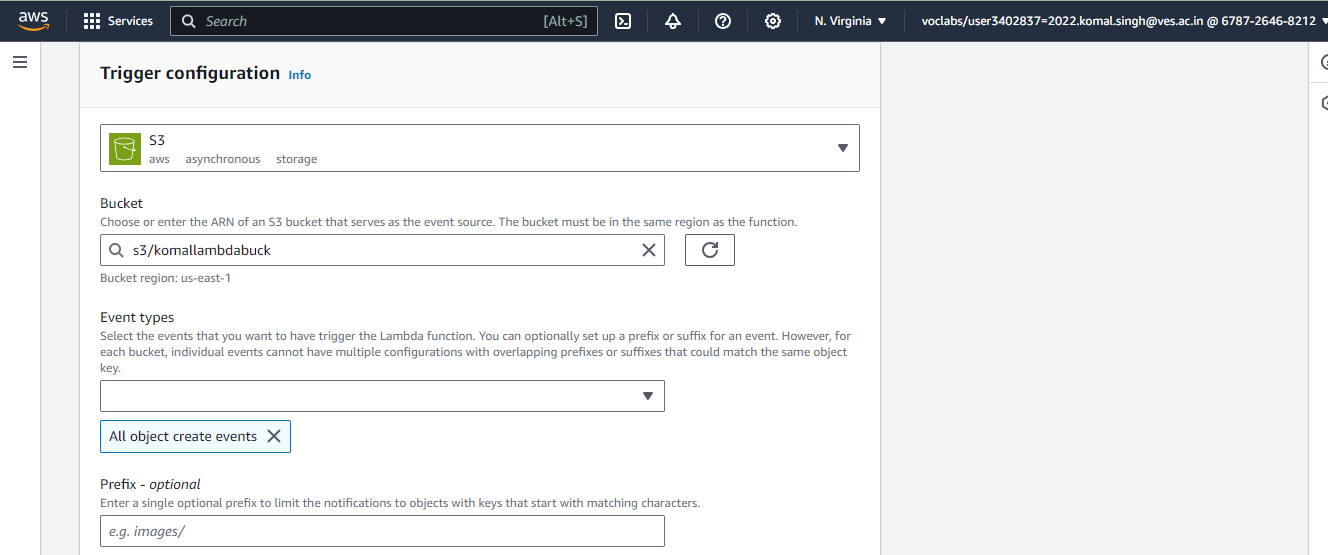 aws Services Search [Alt+S] N. Virginia voclabs/user3402837=2022.komal.singh@ves.ac.in @ 6787-2646-8212
Trigger configuration Info
S3
aws asynchronous storage
Bucket
Choose or enter the ARN of an S3 bucket that serves as the event source. The bucket must be in the same region as the function.
s3/komallambdabuck
Bucket region: us-east-1
Event types
Select the events that you want to have trigger the Lambda function. You can optionally set up a prefix or suffix for an event. However, for
each bucket, individual events cannot have multiple configurations with overlapping prefixes or suffixes that could match the same object
key.
All object create events
Prefix - optional
Enter a single optional prefix to limit the notifications to objects with keys that start with matching characters.
e.g. images/